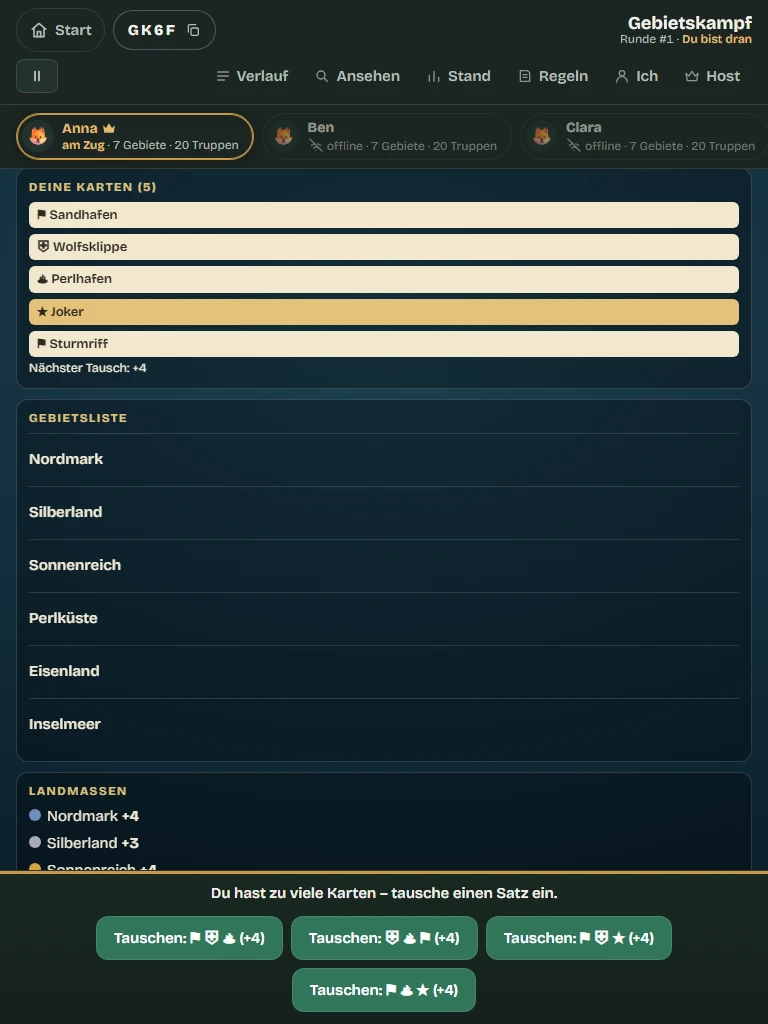 Start
GK6F
Gebietskampf
Runde #1 · Du bist dran
Verlauf
Ansehen
Stand
Regeln
Ich
Host
Anna
am Zug · 7 Gebiete · 20 Truppen
Ben
offline · 7 Gebiete · 20 Truppen
Clara
offline · 7 Gebiete · 20 Truppen
DEINE KARTEN (5)
Sandhafen
Wolfsklippe
Perlhafen
★ Joker
Sturmriff
Nächster Tausch: +4
GEBIETSLISTE
Nordmark
Silberland
Sonnenreich
Perlküste
Eisenland
Inselmeer
LANDMASSEN
Nordmark +4
Silberland +3
Sonnenreich +4
Du hast zu viele Karten – tausche einen Satz ein.
Tauschen: (+4)
Tauschen: (+4)
Tauschen: ★ (+4)
Tauschen: ★ (+4)